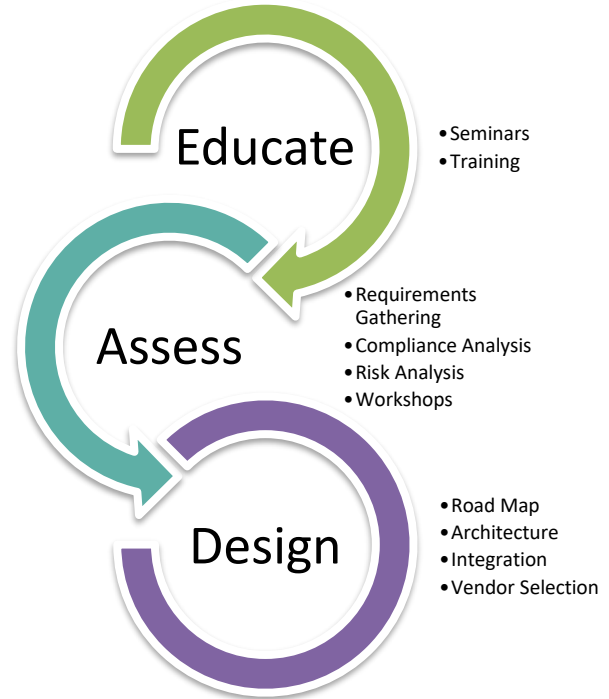 Educate
•Seminars
•Training
Assess
•Requirements
Gathering
•Compliance Analysis
•Risk Analysis
•Workshops
Design
•Road Map
•Architecture
•Integration
•Vendor Selection